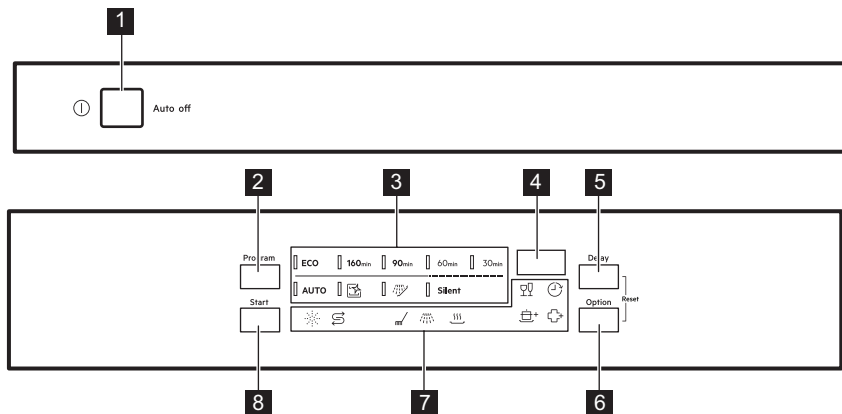 1
Auto off
2 3 4 5
Program ECO 160min 90min 60min 30min Delay
AUTO Silent
Start Option Reset
8 7 6